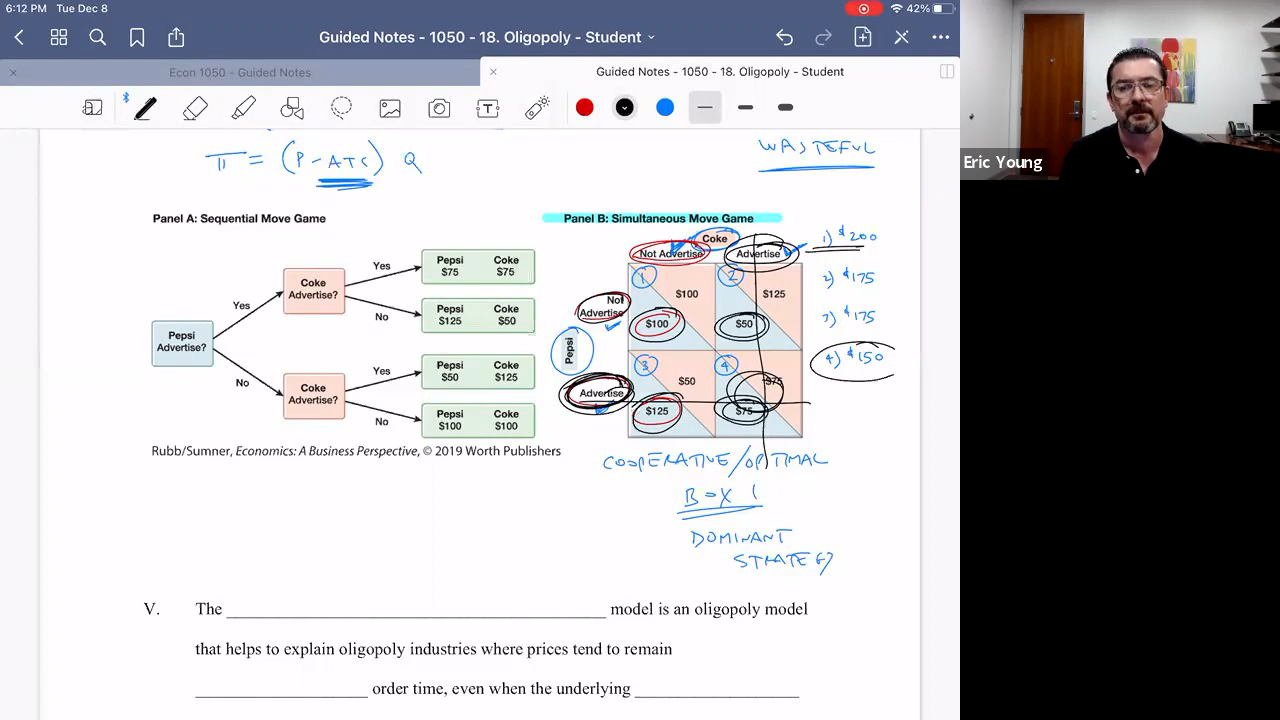 6:12 PM Tue Dec 8
42%
Guided Notes - 1050 - 18. Oligopoly - Student
Econ 1050 - Guided Notes
Guided Notes - 1050 - 18. Oligopoly - Student
Eric Young
π = (P - ATC) Q
WASTEFUL
Panel A: Sequential Move Game
Pepsi
Advertise?
Yes
No
Coke
Advertise?
Yes
No
Pepsi Coke
$75 $75
Pepsi Coke
$125 $50
Coke
Advertise?
Yes
No
Pepsi Coke
$50 $125
Pepsi Coke
$100 $100
Rubb/Sumner, Economics: A Business Perspective, © 2019 Worth Publishers
Panel B: Simultaneous Move Game
Coke
Not Advertise Advertise
Pepsi
Not
Advertise
Advertise
1 $100 $100
2 $125 $50
3 $50 $125
4 $75 $75
1) $200
2) $175
3) $175
4) $150
COOPERATIVE/OPTIMAL
BOX 1
DOMINANT
STRATEGY
V. The ______ model is an oligopoly model
that helps to explain oligopoly industries where prices tend to remain
______ order time, even when the underlying ______